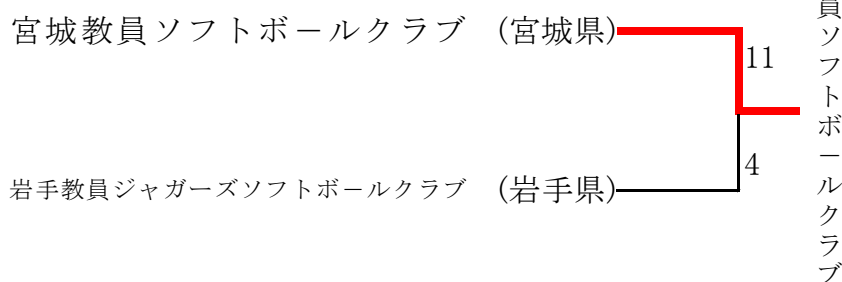 宮城教員ソフトボールクラブ (宮城県)
11
岩手教員ジャガーズソフトボールクラブ (岩手県)
4
員ソフトボールクラブ